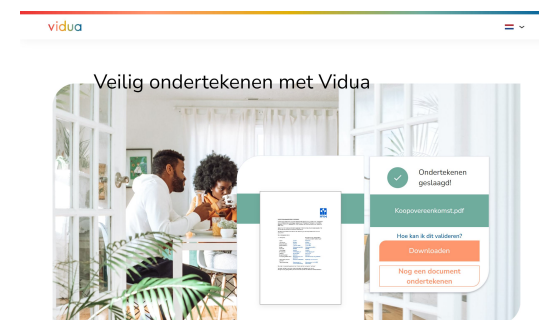 vidua
Veilig ondertekenen met Vidua
Ondertekenen
geslaagd!
Koopovereenkomst.pdf
Hoe kan ik dit valideren?
Downloaden
Nog een document
ondertekenen